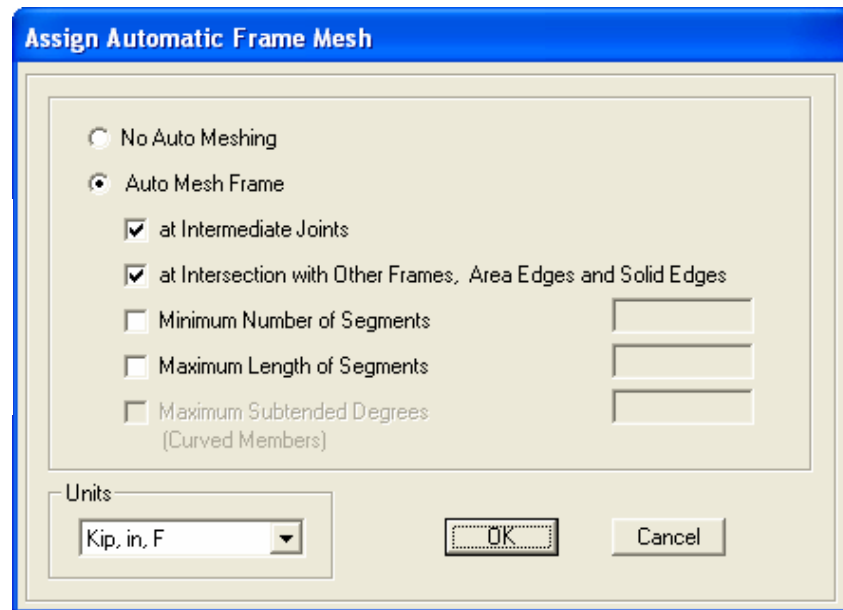 Assign Automatic Frame Mesh
No Auto Meshing
Auto Mesh Frame
at Intermediate Joints
at Intersection with Other Frames, Area Edges and Solid Edges
Minimum Number of Segments
Maximum Length of Segments
Maximum Subtended Degrees
(Curved Members)
Units
Kip, in, F
OK
Cancel